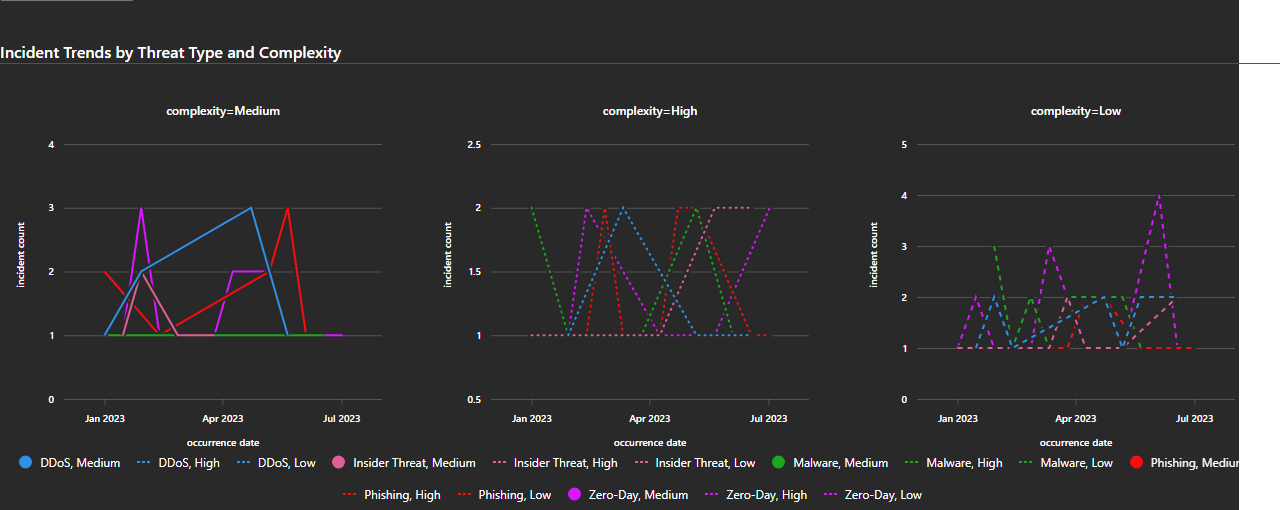 Incident Trends by Threat Type and Complexity
complexity=Medium
complexity=High
complexity=Low
4
3
2
1
0
incident count
Jan 2023
Apr 2023
Jul 2023
occurrence date
2.5
2
1.5
1
0.5
incident count
Jan 2023
Apr 2023
Jul 2023
occurrence date
5
4
3
2
1
0
incident count
Jan 2023
Apr 2023
Jul 2023
occurrence date
DDoS, Medium DDoS, High DDoS, Low Insider Threat, Medium Insider Threat, High Insider Threat, Low Malware, Medium Malware, High Malware, Low Phishing, Mediur
Phishing, High Phishing, Low Zero-Day, Medium Zero-Day, High Zero-Day, Low